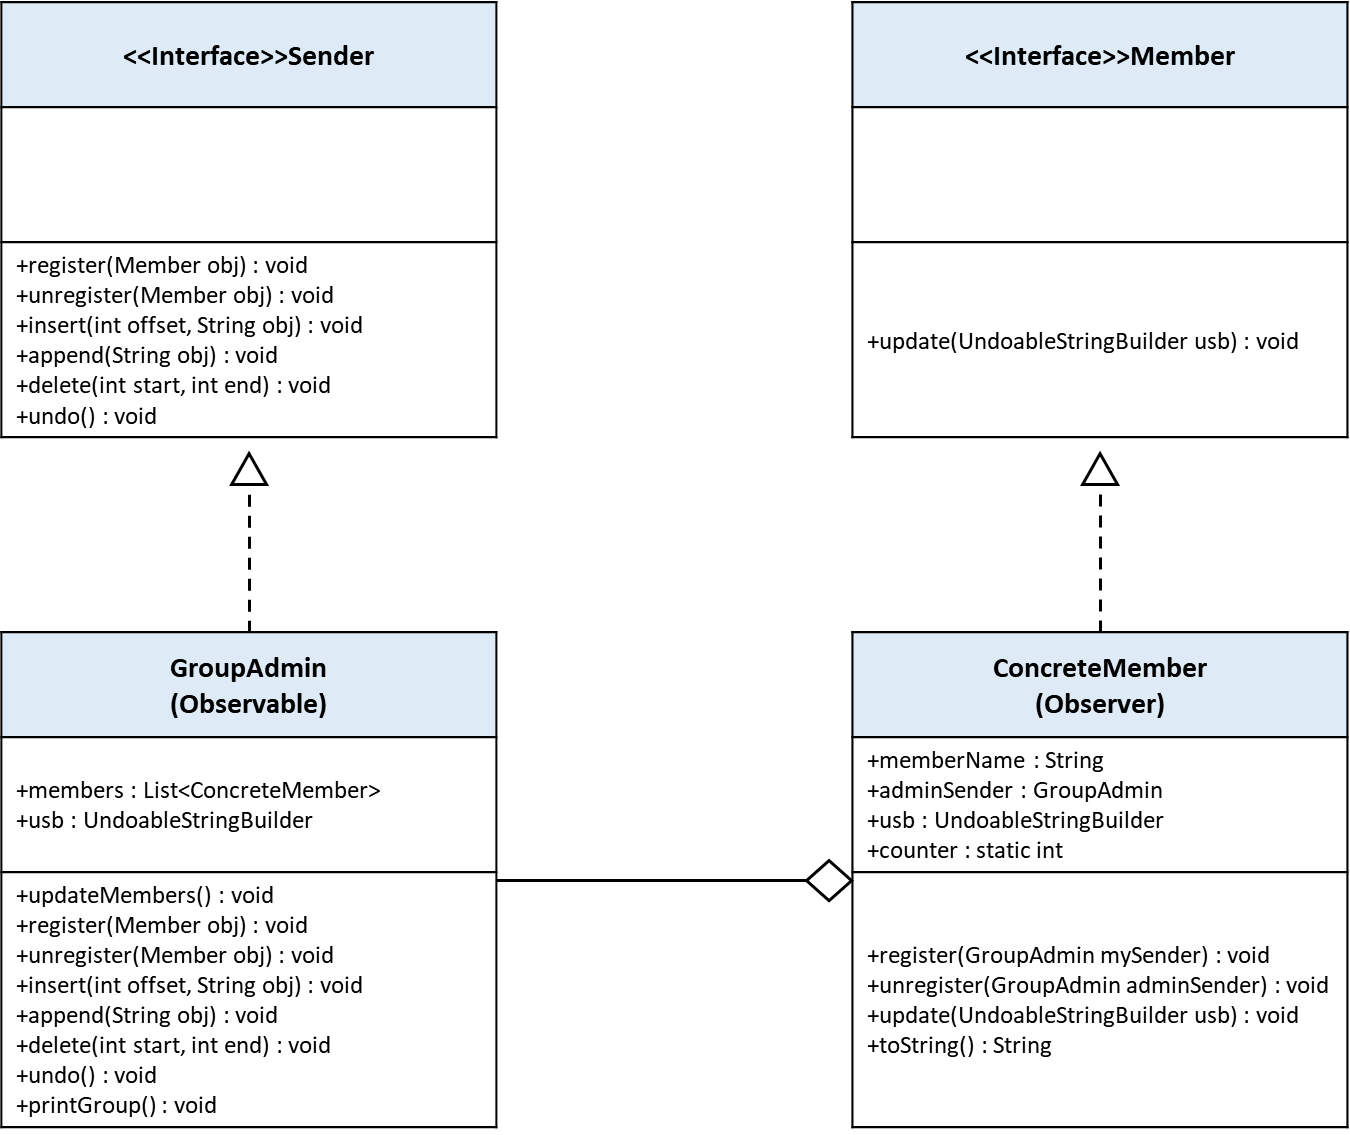 <<Interface>>Sender
+register(Member obj) : void
+unregister(Member obj) : void
+insert(int offset, String obj) : void
+append(String obj) : void
+delete(int start, int end) : void
+undo() : void
<<Interface>>Member
+update(UndoableStringBuilder usb) : void
GroupAdmin
(Observable)
+members : List<ConcreteMember>
+usb : UndoableStringBuilder
+updateMembers() : void
+register(Member obj) : void
+unregister(Member obj) : void
+insert(int offset, String obj) : void
+append(String obj) : void
+delete(int start, int end) : void
+undo() : void
+printGroup() : void
ConcreteMember
(Observer)
+memberName : String
+adminSender : GroupAdmin
+usb : UndoableStringBuilder
+counter : static int
+register(GroupAdmin mySender) : void
+unregister(GroupAdmin adminSender) : void
+update(UndoableStringBuilder usb) : void
+toString() : String